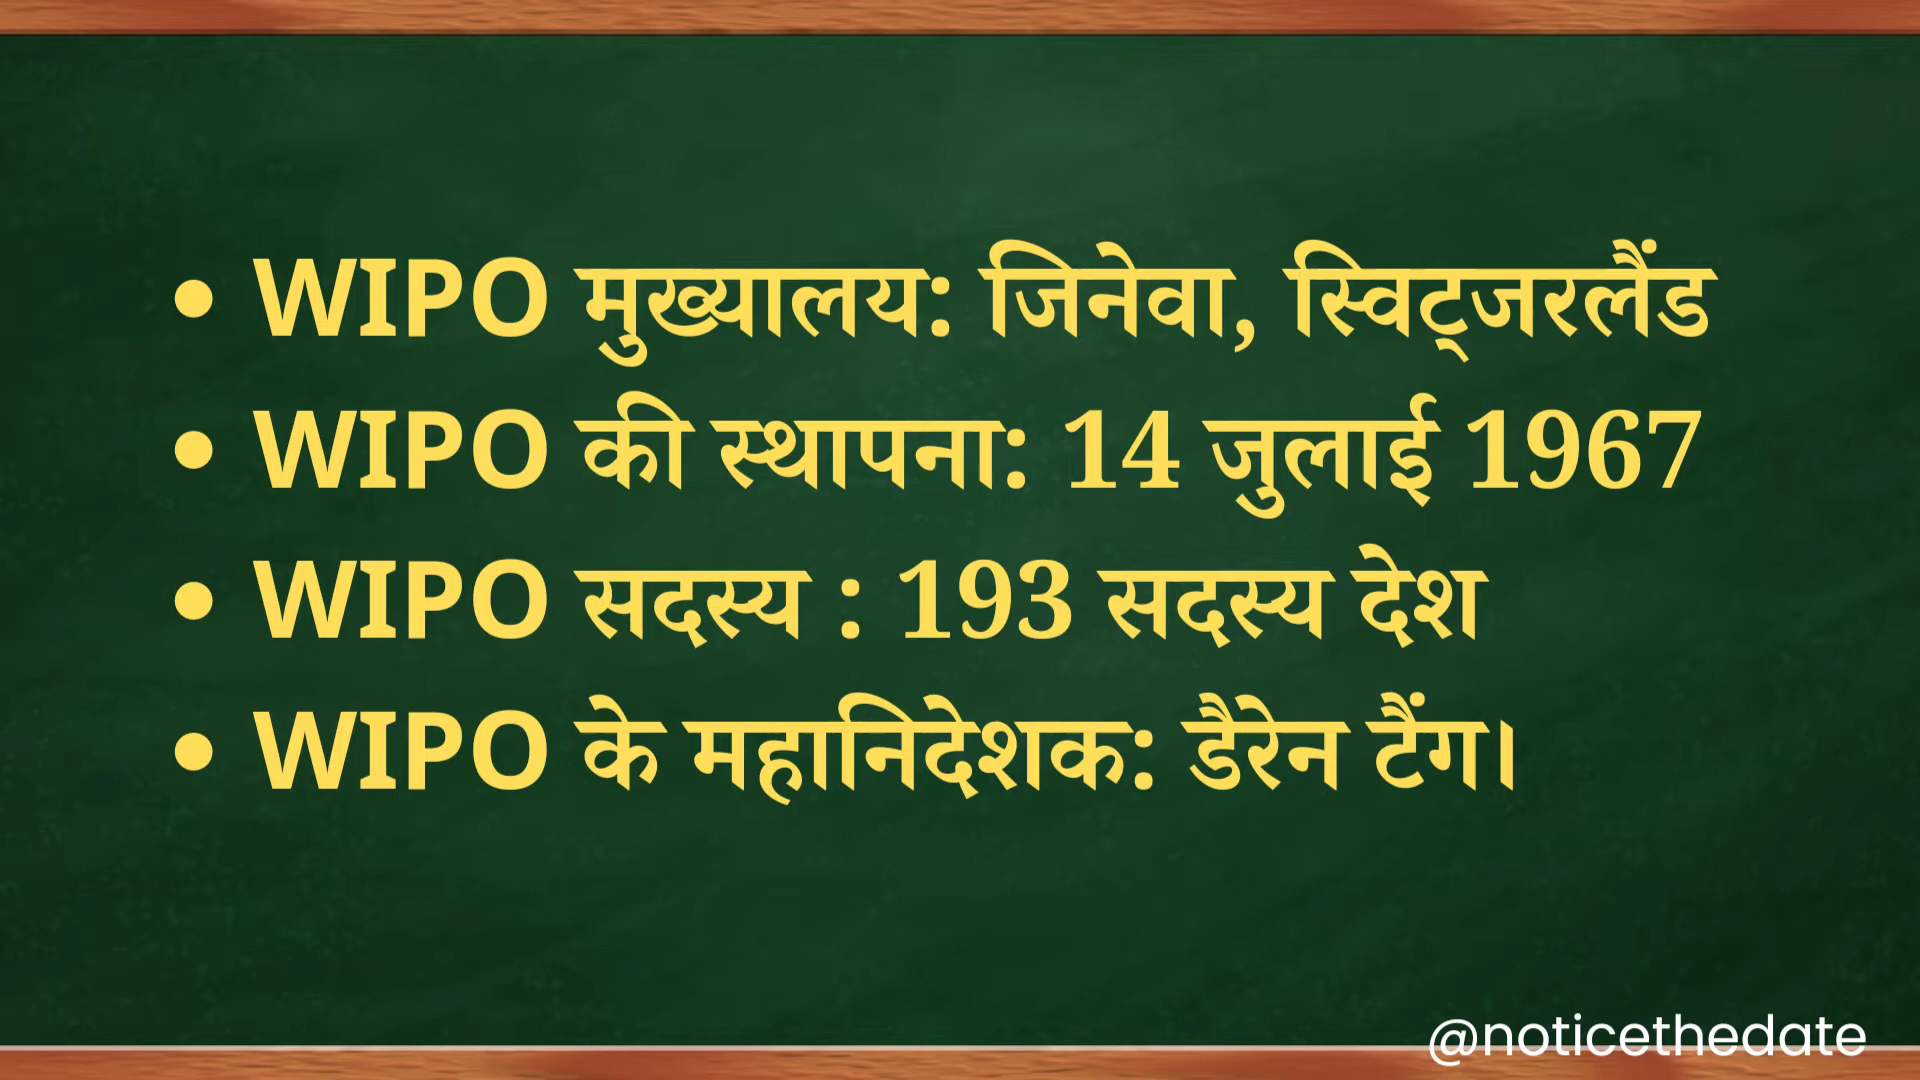 • WIPO मुख्यालय: जिनेवा, स्विट्जरलैंड
• WIPO की स्थापना: 14 जुलाई 1967
• WIPO सदस्य : 193 सदस्य देश
• WIPO के महानिदेशक: डैरेन टैंग।
@noticethedate